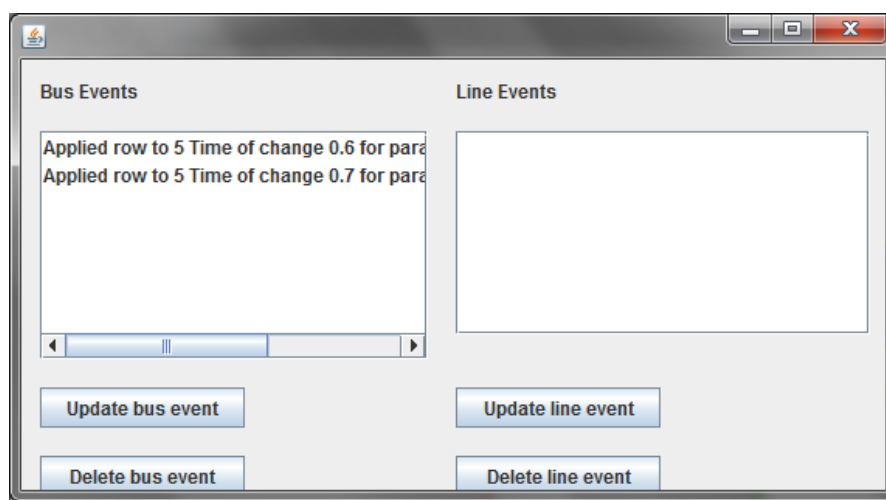 Bus Events
Line Events
Applied row to 5 Time of change 0.6 for para
Applied row to 5 Time of change 0.7 for para
Update bus event
Update line event
Delete bus event
Delete line event